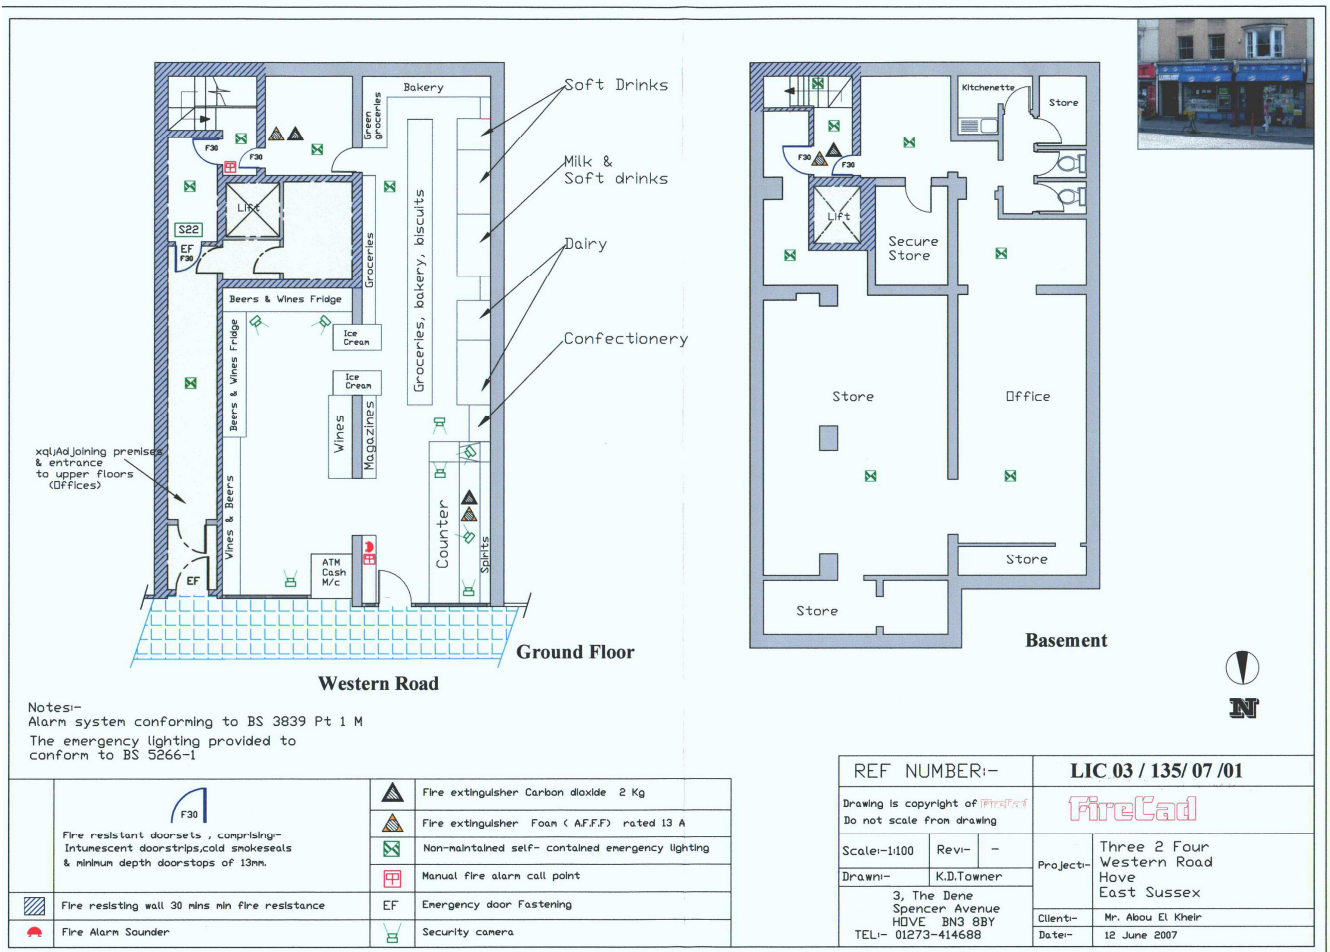 Bakery
Green
groceries
Soft Drinks
Milk &
Soft drinks
Dairy
Confectionery
F30
F30
Lift
S22
EF
F30
Groceries
Groceries, bakery, biscuits
Beers & Wines Fridge
Beers & Wines Fridge
Ice
Cream
Ice
Cream
Wines
Magazines
Wines & Beers
Counter
Spirits
ATM
Cash
M/c
EF
xqlAdjoining premises
& entrance
to upper floors
(Offices)
Ground Floor
Western Road
Kitchenette
Store
F30
F30
Lift
Secure
Store
Store
Office
Store
Store
Basement
N
Notes:-
Alarm system conforming to BS 3839 Pt 1 M
The emergency lighting provided to
conform to BS 5266-1
F30
Fire resistant doorsets , comprising:-
Intumescent doorstrips,cold smokeseals
& minimum depth doorstops of 13mm.
Fire resisting wall 30 mins min fire resistance
Fire Alarm Sounder
Fire extinguisher Carbon dioxide 2 Kg
Fire extinguisher Foam ( A.F.F.F) rated 13 A
Non-maintained self- contained emergency lighting
Manual fire alarm call point
EF Emergency door Fastening
Security camera
REF NUMBER:-
LIC 03 / 135/ 07 /01
Drawing is copyright of FireCad
Do not scale from drawing
FireCad
Scale:-1:100
Rev:- -
Drawn:- K.D.Towner
3, The Dene
Spencer Avenue
HOVE BN3 8BY
TEL:- 01273-414688
Project:-
Three 2 Four
Western Road
Hove
East Sussex
Client:- Mr. Abou El Kheir
Date:- 12 June 2007